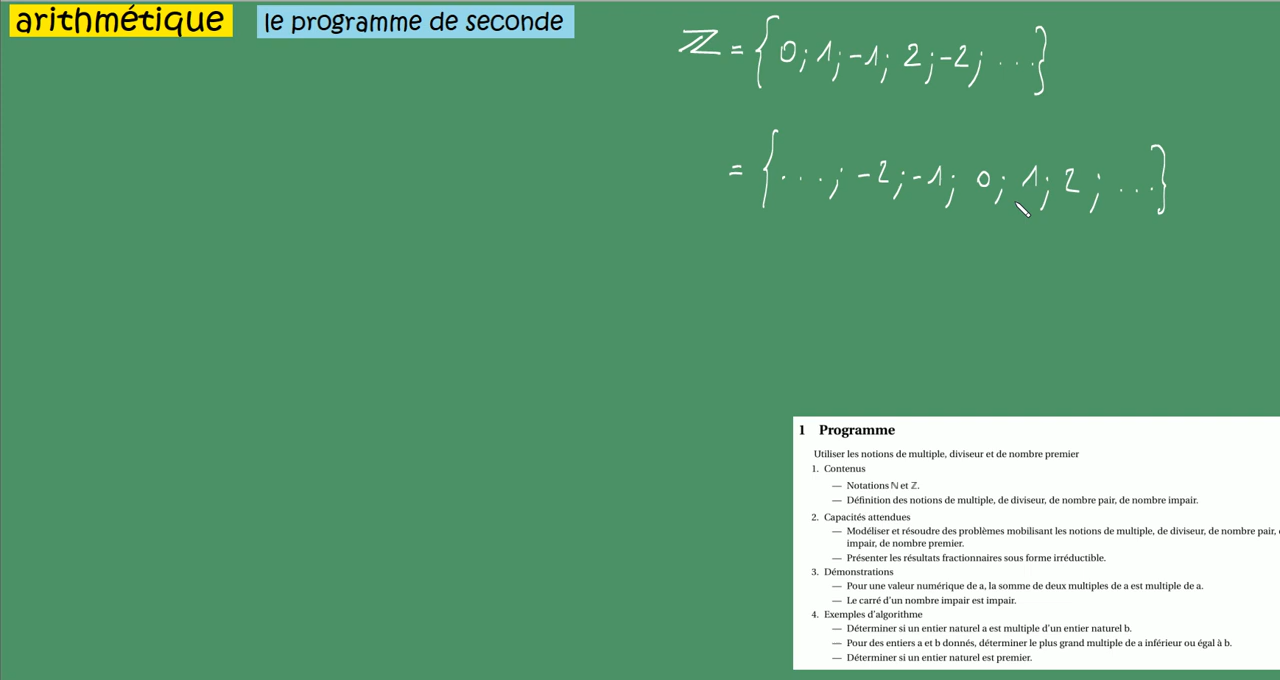 arithmétique le programme de seconde
ℤ = {0; 1; -1; 2; -2; ...}
= {...; -2; -1; 0; 1; 2; ...}
1 Programme
Utiliser les notions de multiple, diviseur et de nombre premier
1. Contenus
— Notations ℕ et ℤ.
— Définition des notions de multiple, de diviseur, de nombre pair, de nombre impair.
2. Capacités attendues
— Modéliser et résoudre des problèmes mobilisant les notions de multiple, de diviseur, de nombre pair,
impair, de nombre premier.
— Présenter les résultats fractionnaires sous forme irréductible.
3. Démonstrations
— Pour une valeur numérique de a, la somme de deux multiples de a est multiple de a.
— Le carré d'un nombre impair est impair.
4. Exemples d'algorithme
— Déterminer si un entier naturel a est multiple d'un entier naturel b.
— Pour des entiers a et b donnés, déterminer le plus grand multiple de a inférieur ou égal à b.
— Déterminer si un entier naturel est premier.